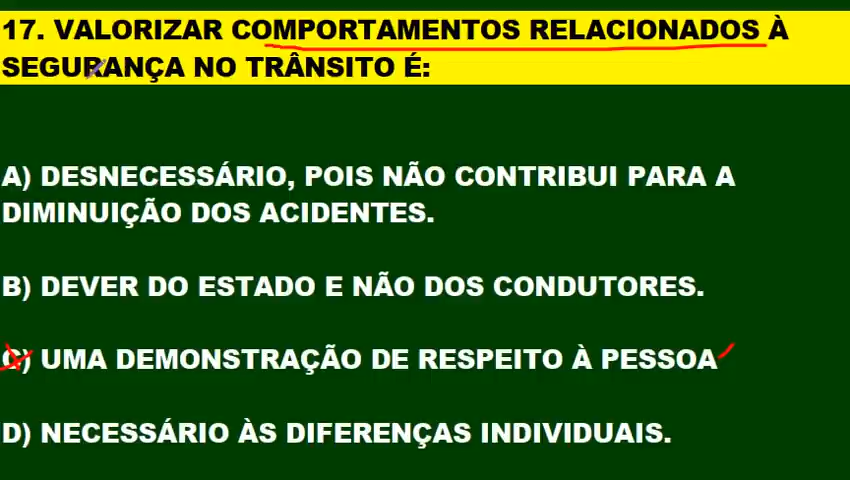 17. VALORIZAR COMPORTAMENTOS RELACIONADOS À
SEGURANÇA NO TRÂNSITO É:
A) DESNECESSÁRIO, POIS NÃO CONTRIBUI PARA A
DIMINUIÇÃO DOS ACIDENTES.
B) DEVER DO ESTADO E NÃO DOS CONDUTORES.
C) UMA DEMONSTRAÇÃO DE RESPEITO À PESSOA
D) NECESSÁRIO ÀS DIFERENÇAS INDIVIDUAIS.